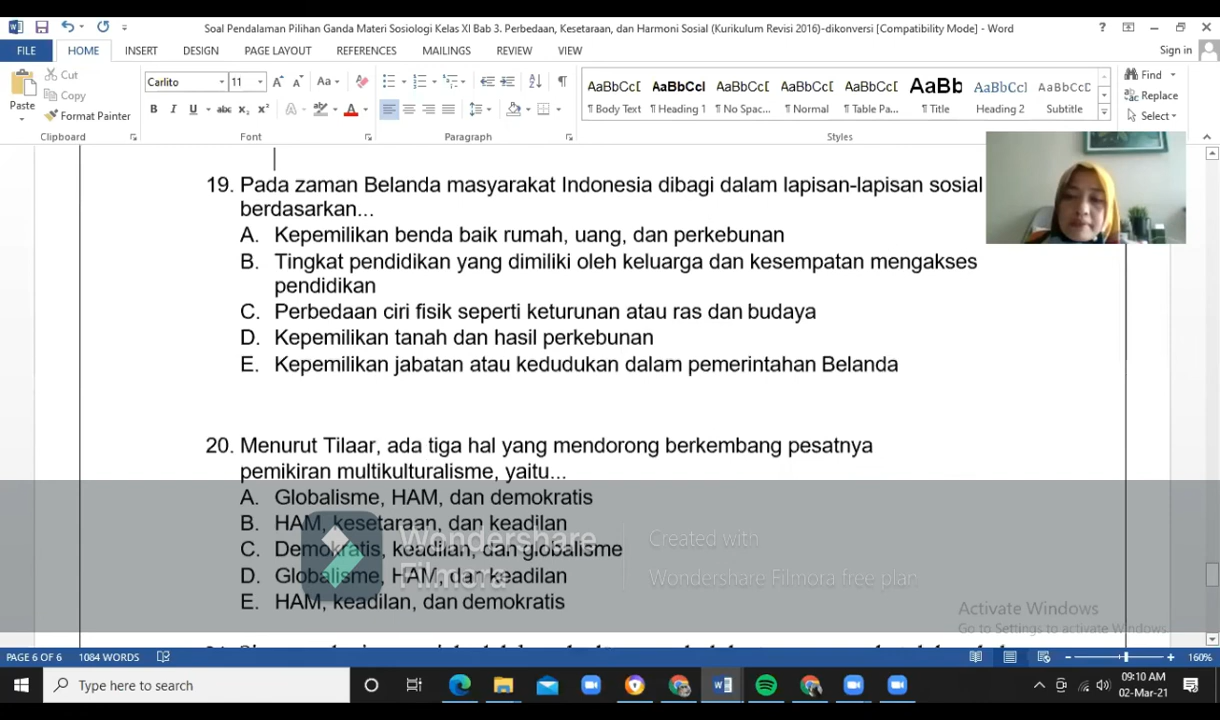 Soal Pendalaman Pilihan Ganda Materi Sosiologi Kelas XI Bab 3. Perbedaan, Kesetaraan, dan Harmoni Sosial (Kurikulum Revisi 2016)-dikonversi [Compatibility Mode] - Word
FILE HOME INSERT DESIGN PAGE LAYOUT REFERENCES MAILINGS REVIEW VIEW Sign in
Cut
Copy
Format Painter
Paste
Carlito 11
AaBbCc[ AaBbCcI AaBbCc[ AaBbCc[ AaBbCc[ AaBb AaBbCcl AaBbCcC
¶ Body Text ¶ Heading 1 ¶ No Spac... ¶ Normal ¶ Table Pa... ¶ Title Heading 2 Subtitle
Find
Replace
Select
Clipboard Font Paragraph Styles
19. Pada zaman Belanda masyarakat Indonesia dibagi dalam lapisan-lapisan sosial
berdasarkan...
A. Kepemilikan benda baik rumah, uang, dan perkebunan
B. Tingkat pendidikan yang dimiliki oleh keluarga dan kesempatan mengakses
pendidikan
C. Perbedaan ciri fisik seperti keturunan atau ras dan budaya
D. Kepemilikan tanah dan hasil perkebunan
E. Kepemilikan jabatan atau kedudukan dalam pemerintahan Belanda
20. Menurut Tilaar, ada tiga hal yang mendorong berkembang pesatnya
pemikiran multikulturalisme, yaitu...
A. Globalisme, HAM, dan demokratis
B. HAM, kesetaraan, dan keadilan
C. Demokratis, keadilan, dan globalisme
D. Globalisme, HAM, dan keadilan
E. HAM, keadilan, dan demokratis
Wondershare
Filmora
Created with
Wondershare Filmora free plan
Activate Windows
Go to Settings to activate Windows
PAGE 6 OF 6 1084 WORDS 160%
Type here to search
09:10 AM
02-Mar-21